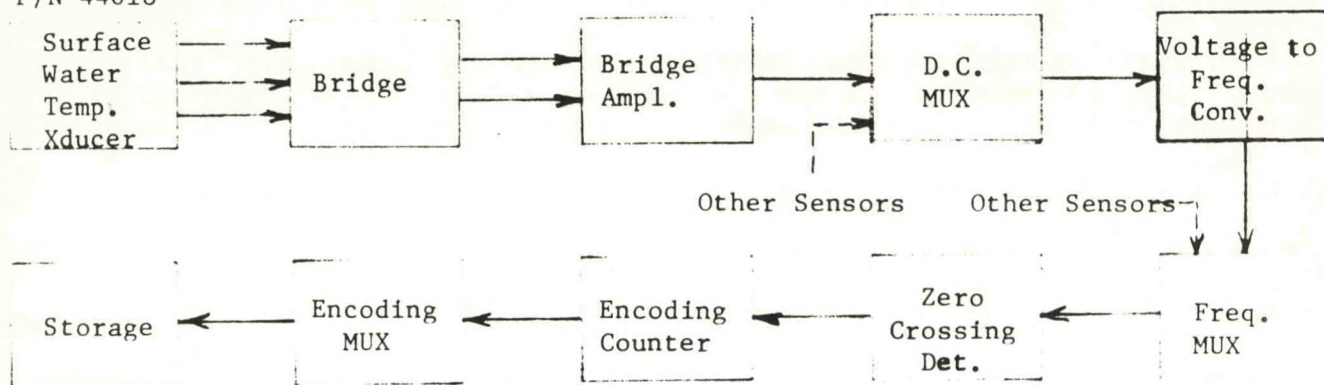 Surface
Water
Temp.
Xducer
Bridge
Bridge
Ampl.
D.C.
MUX
Voltage to
Freq.
Conv.
Other Sensors
Other Sensors
Storage
Encoding
MUX
Encoding
Counter
Zero
Crossing
Det.
Freq.
MUX